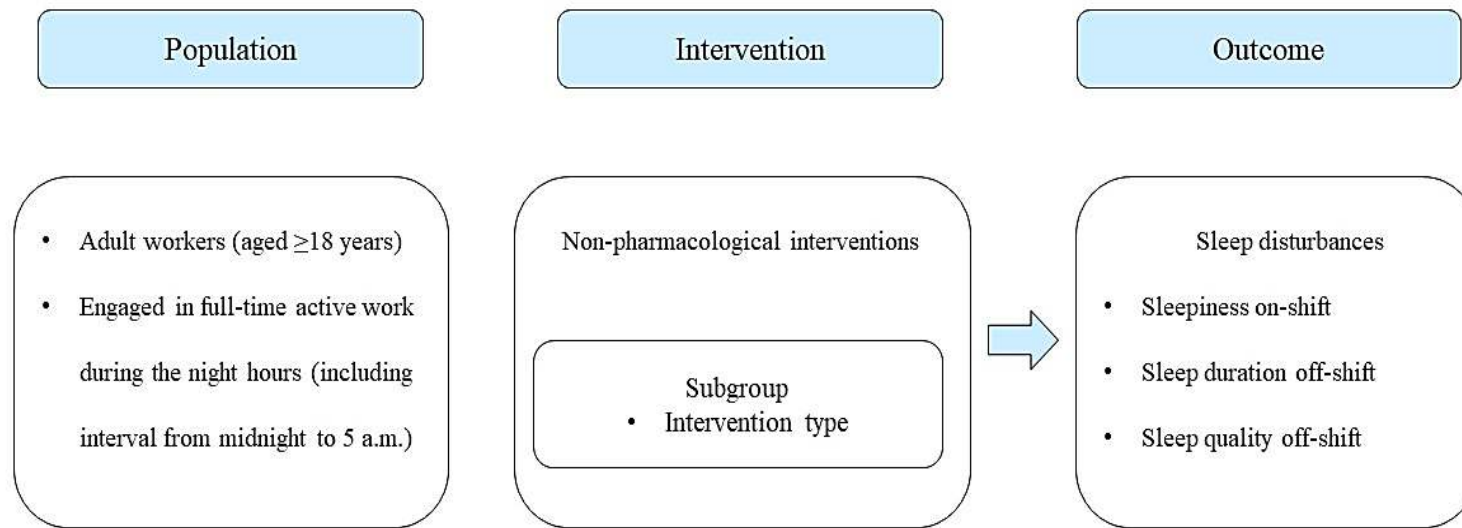 Population
Intervention
Outcome
• Adult workers (aged ≥18 years)
• Engaged in full-time active work
during the night hours (including
interval from midnight to 5 a.m.)
Non-pharmacological interventions
Subgroup
• Intervention type
Sleep disturbances
• Sleepiness on-shift
• Sleep duration off-shift
• Sleep quality off-shift